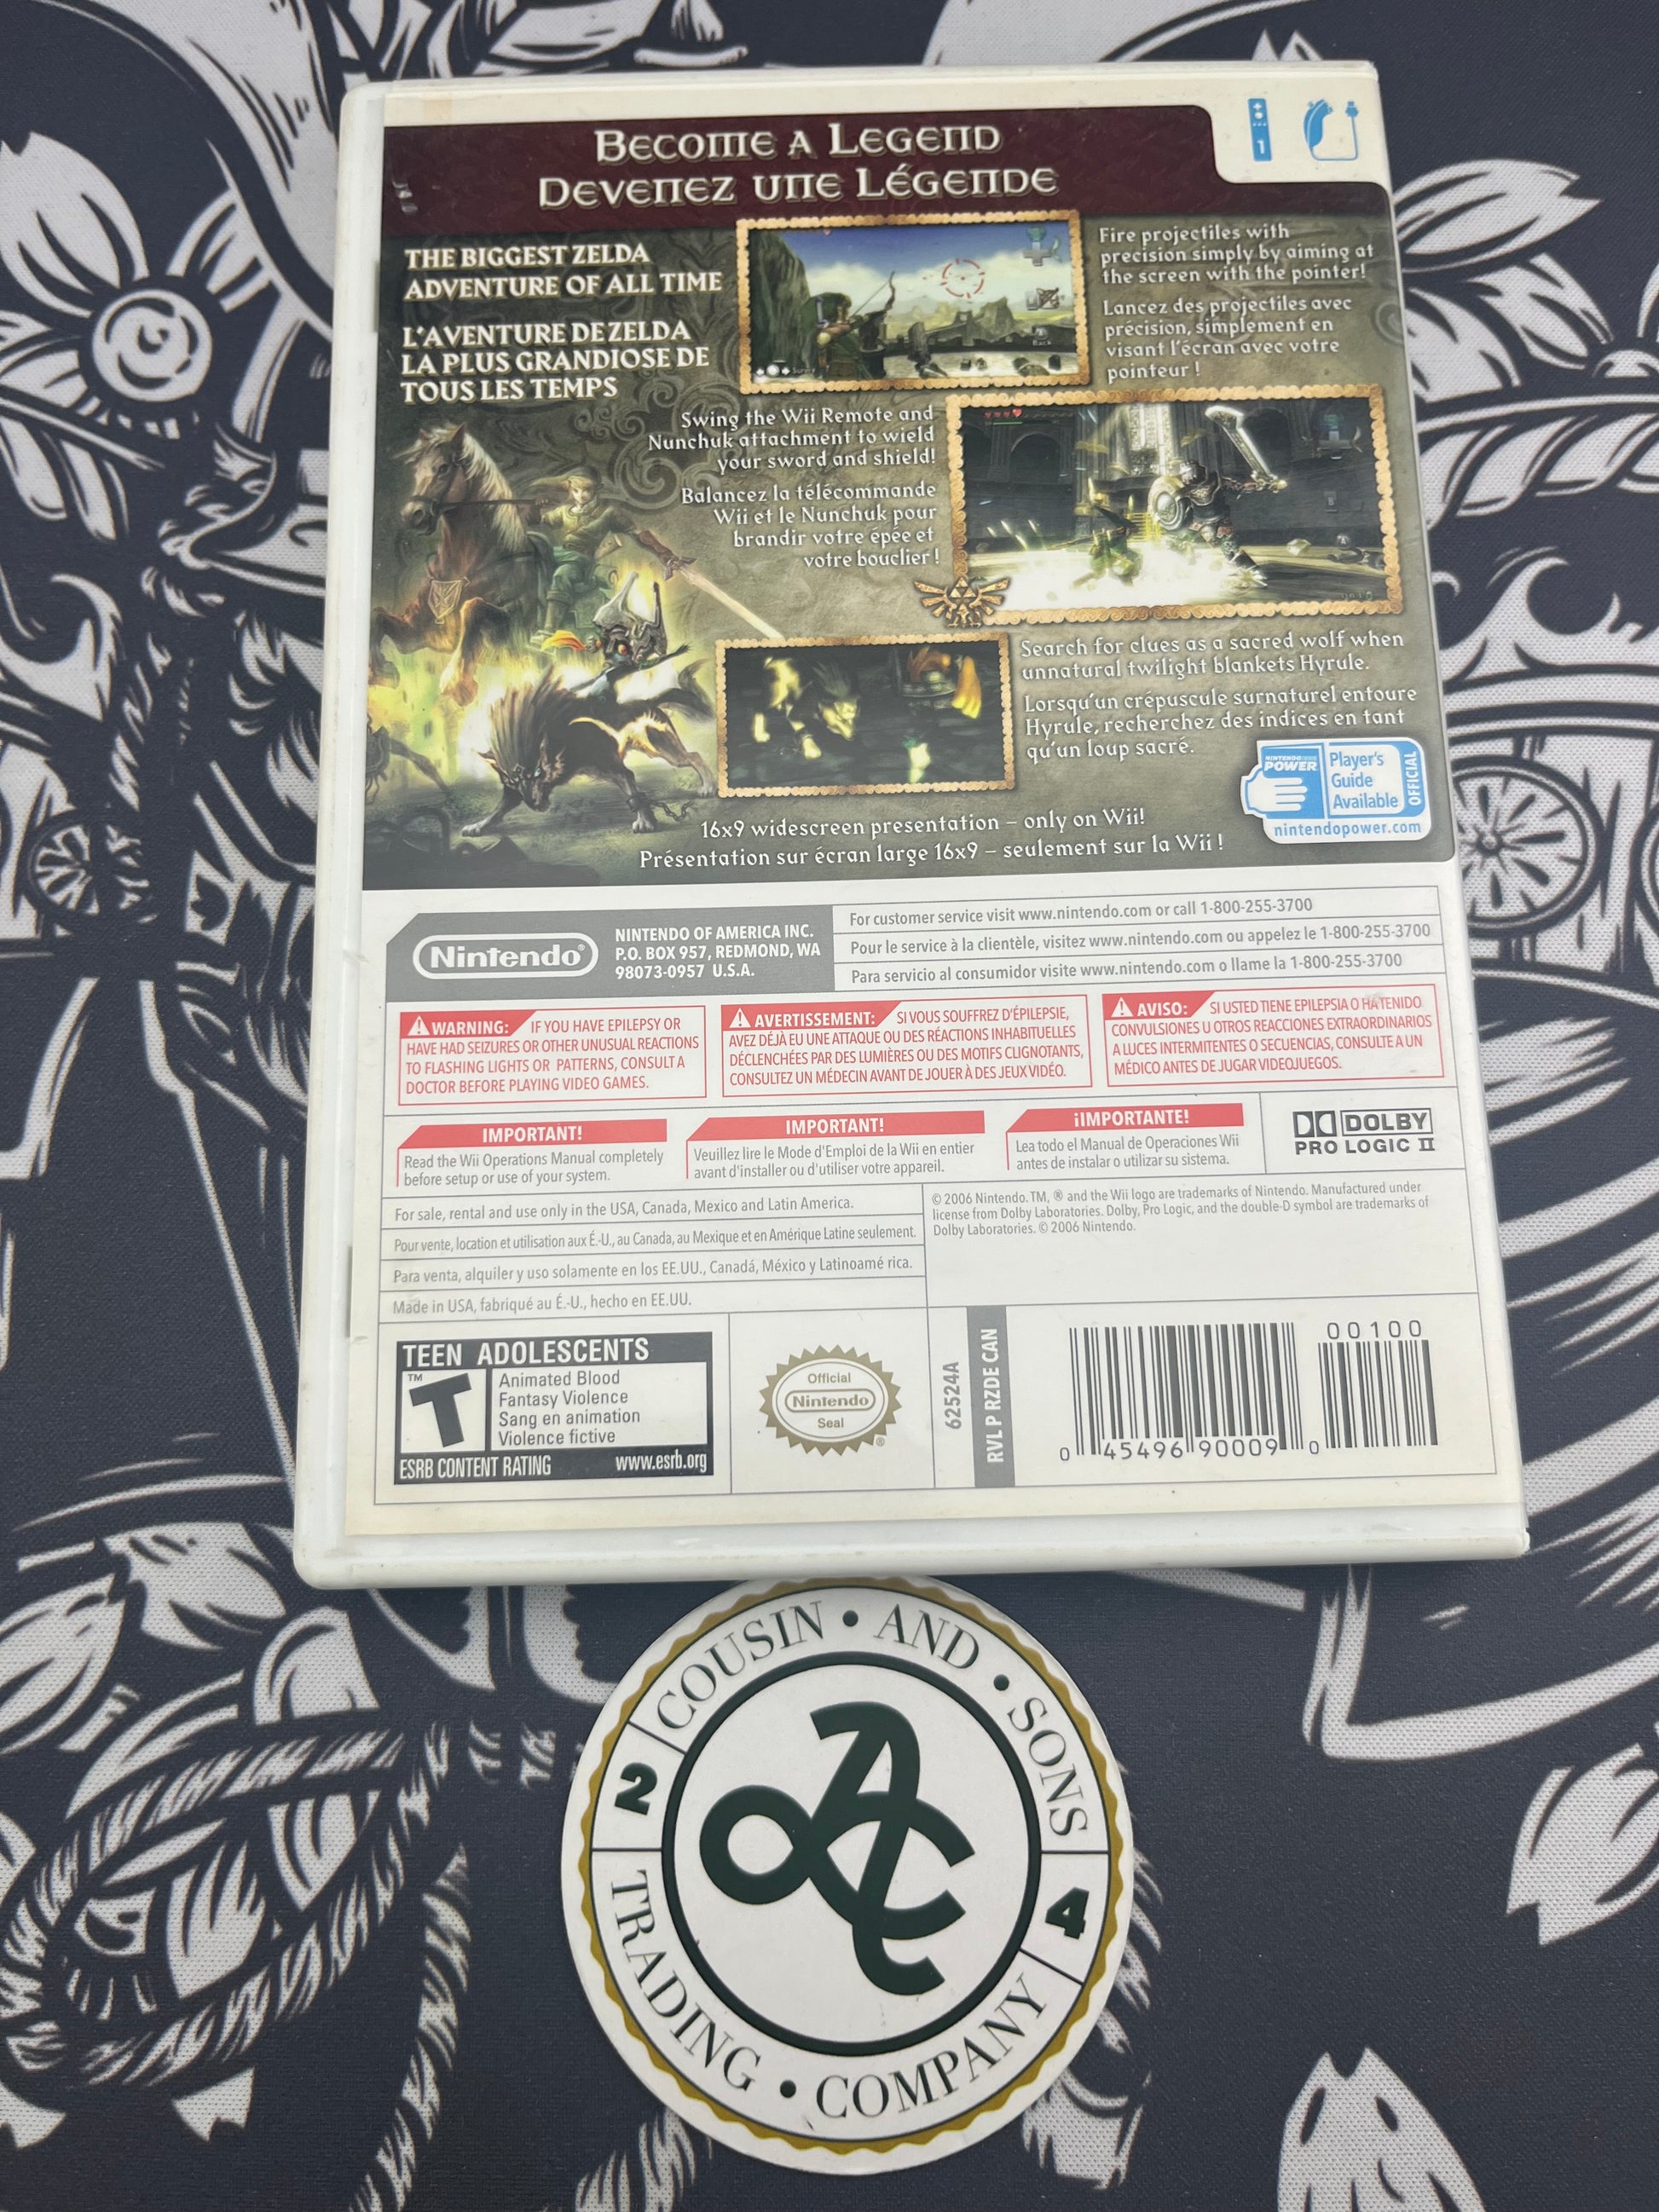 BECOME A LEGEND
DEVENEZ UNE LÉGENDE
1
THE BIGGEST ZELDA
ADVENTURE OF ALL TIME
L'AVENTURE DE ZELDA
LA PLUS GRANDIOSE DE
TOUS LES TEMPS
Fire projectiles with
precision simply by aiming at
the screen with the pointer!
Lancez des projectiles avec
précision, simplement en
visant l'écran avec votre
pointeur !
Back
Swing the Wii Remote and
Nunchuk attachment to wield
your sword and shield!
Balancez la télécommande
Wii et le Nunchuk pour
brandir votre épée et
votre bouclier !
Search for clues as a sacred wolf when
unnatural twilight blankets Hyrule.
Lorsqu'un crépuscule surnaturel entoure
Hyrule, recherchez des indices en tant
qu'un loup sacré.
NINTENDO POWER
Player's
Guide
Available
OFFICIAL
nintendopower.com
16x9 widescreen presentation – only on Wii!
Présentation sur écran large 16x9 – seulement sur la Wii !
Nintendo®
NINTENDO OF AMERICA INC.
P.O. BOX 957, REDMOND, WA
98073-0957 U.S.A.
For customer service visit www.nintendo.com or call 1-800-255-3700
Pour le service à la clientèle, visitez www.nintendo.com ou appelez le 1-800-255-3700
Para servicio al consumidor visite www.nintendo.com o llame la 1-800-255-3700
WARNING: IF YOU HAVE EPILEPSY OR
HAVE HAD SEIZURES OR OTHER UNUSUAL REACTIONS
TO FLASHING LIGHTS OR PATTERNS, CONSULT A
DOCTOR BEFORE PLAYING VIDEO GAMES.
AVERTISSEMENT: SI VOUS SOUFFREZ D'ÉPILEPSIE,
AVEZ DÉJÀ EU UNE ATTAQUE OU DES RÉACTIONS INHABITUELLES
DÉCLENCHÉES PAR DES LUMIÈRES OU DES MOTIFS CLIGNOTANTS,
CONSULTEZ UN MÉDECIN AVANT DE JOUER À DES JEUX VIDÉO.
AVISO: SI USTED TIENE EPILEPSIA O HA TENIDO
CONVULSIONES U OTROS REACCIONES EXTRAORDINARIOS
A LUCES INTERMITENTES O SECUENCIAS, CONSULTE A UN
MÉDICO ANTES DE JUGAR VIDEOJUEGOS.
IMPORTANT!
Read the Wii Operations Manual completely
before setup or use of your system.
IMPORTANT!
Veuillez lire le Mode d'Emploi de la Wii en entier
avant d'installer ou d'utiliser votre appareil.
¡IMPORTANTE!
Lea todo el Manual de Operaciones Wii
antes de instalar o utilizar su sistema.
DOLBY
PRO LOGIC II
For sale, rental and use only in the USA, Canada, Mexico and Latin America.
Pour vente, location et utilisation aux É.-U., au Canada, au Mexique et en Amérique Latine seulement.
Para venta, alquiler y uso solamente en los EE.UU., Canadá, México y Latinoamé rica.
Made in USA, fabriqué au É.-U., hecho en EE.UU.
© 2006 Nintendo. TM, ® and the Wii logo are trademarks of Nintendo. Manufactured under
license from Dolby Laboratories. Dolby, Pro Logic, and the double-D symbol are trademarks of
Dolby Laboratories. © 2006 Nintendo.
TEEN ADOLESCENTS
T
TM
Animated Blood
Fantasy Violence
Sang en animation
Violence fictive
ESRB CONTENT RATING www.esrb.org
Official
Nintendo
Seal
®
62524A
RVL P RZDE CAN
00100
0 45496 90009 0
COUSIN • AND • SONS
2
4
TRADING • COMPANY